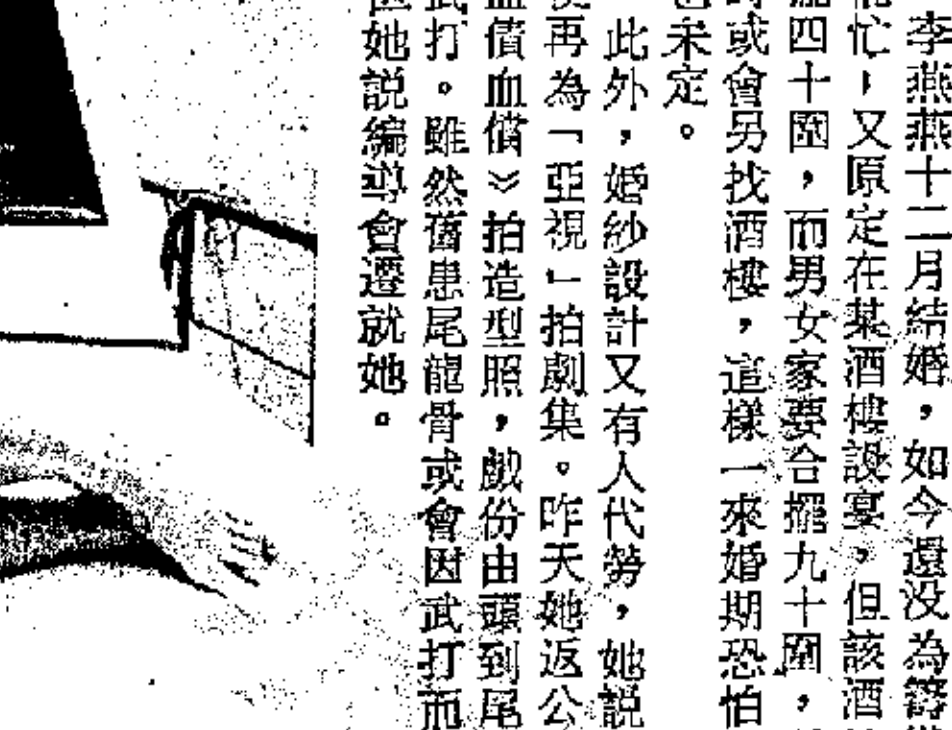 李燕燕十二月結婚，如今還没為籌
忙，又原定在某酒樓設宴，但該酒
四十圍，而男女家要合擺九十圍，
時或會另找酒樓，這樣一來婚期恐怕
也未定。
此外，婚紗設計又有人代勞，她説
再為「亞視」拍劇集。昨天她返公
血債血償》拍造型照，戲份由頭到尾
武打。雖然舊患尾龍骨或會因武打而
她説編導會遷就她。